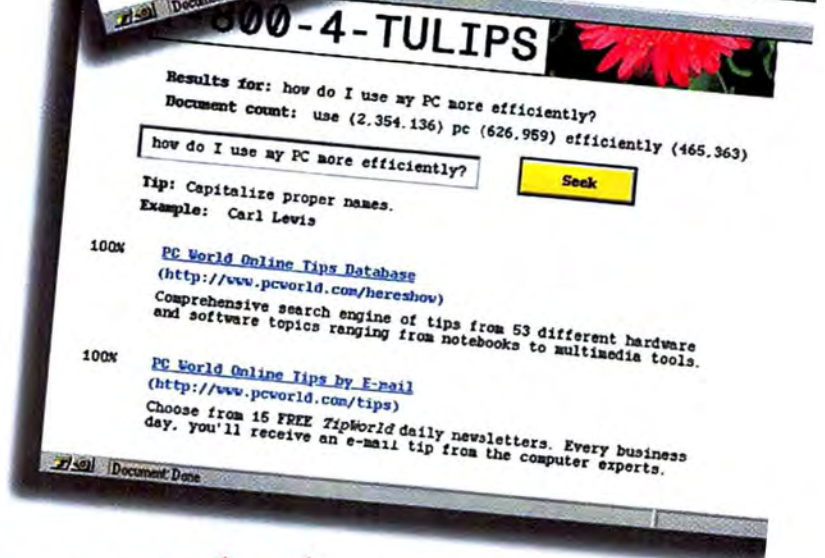 Docum
800-4-TULIPS
Results for: how do I use my PC more efficiently?
Document count: use (2.354.136) pc (626.959) efficiently (465.363)
how do I use my PC more efficiently?
Seek
Tip: Capitalize proper names.
Example: Carl Levis
100%
PC World Online Tips Database
(http://www.pcworld.com/hereshow)
Comprehensive search engine of tips from 53 different hardware
and software topics ranging from notebooks to multimedia tools.
100%
PC World Online Tips by E-mail
(http://www.pcworld.com/tips)
Choose from 15 FREE TipWorld daily newsletters. Every business
day, you'll receive an e-mail tip from the computer experts.
Document: Done